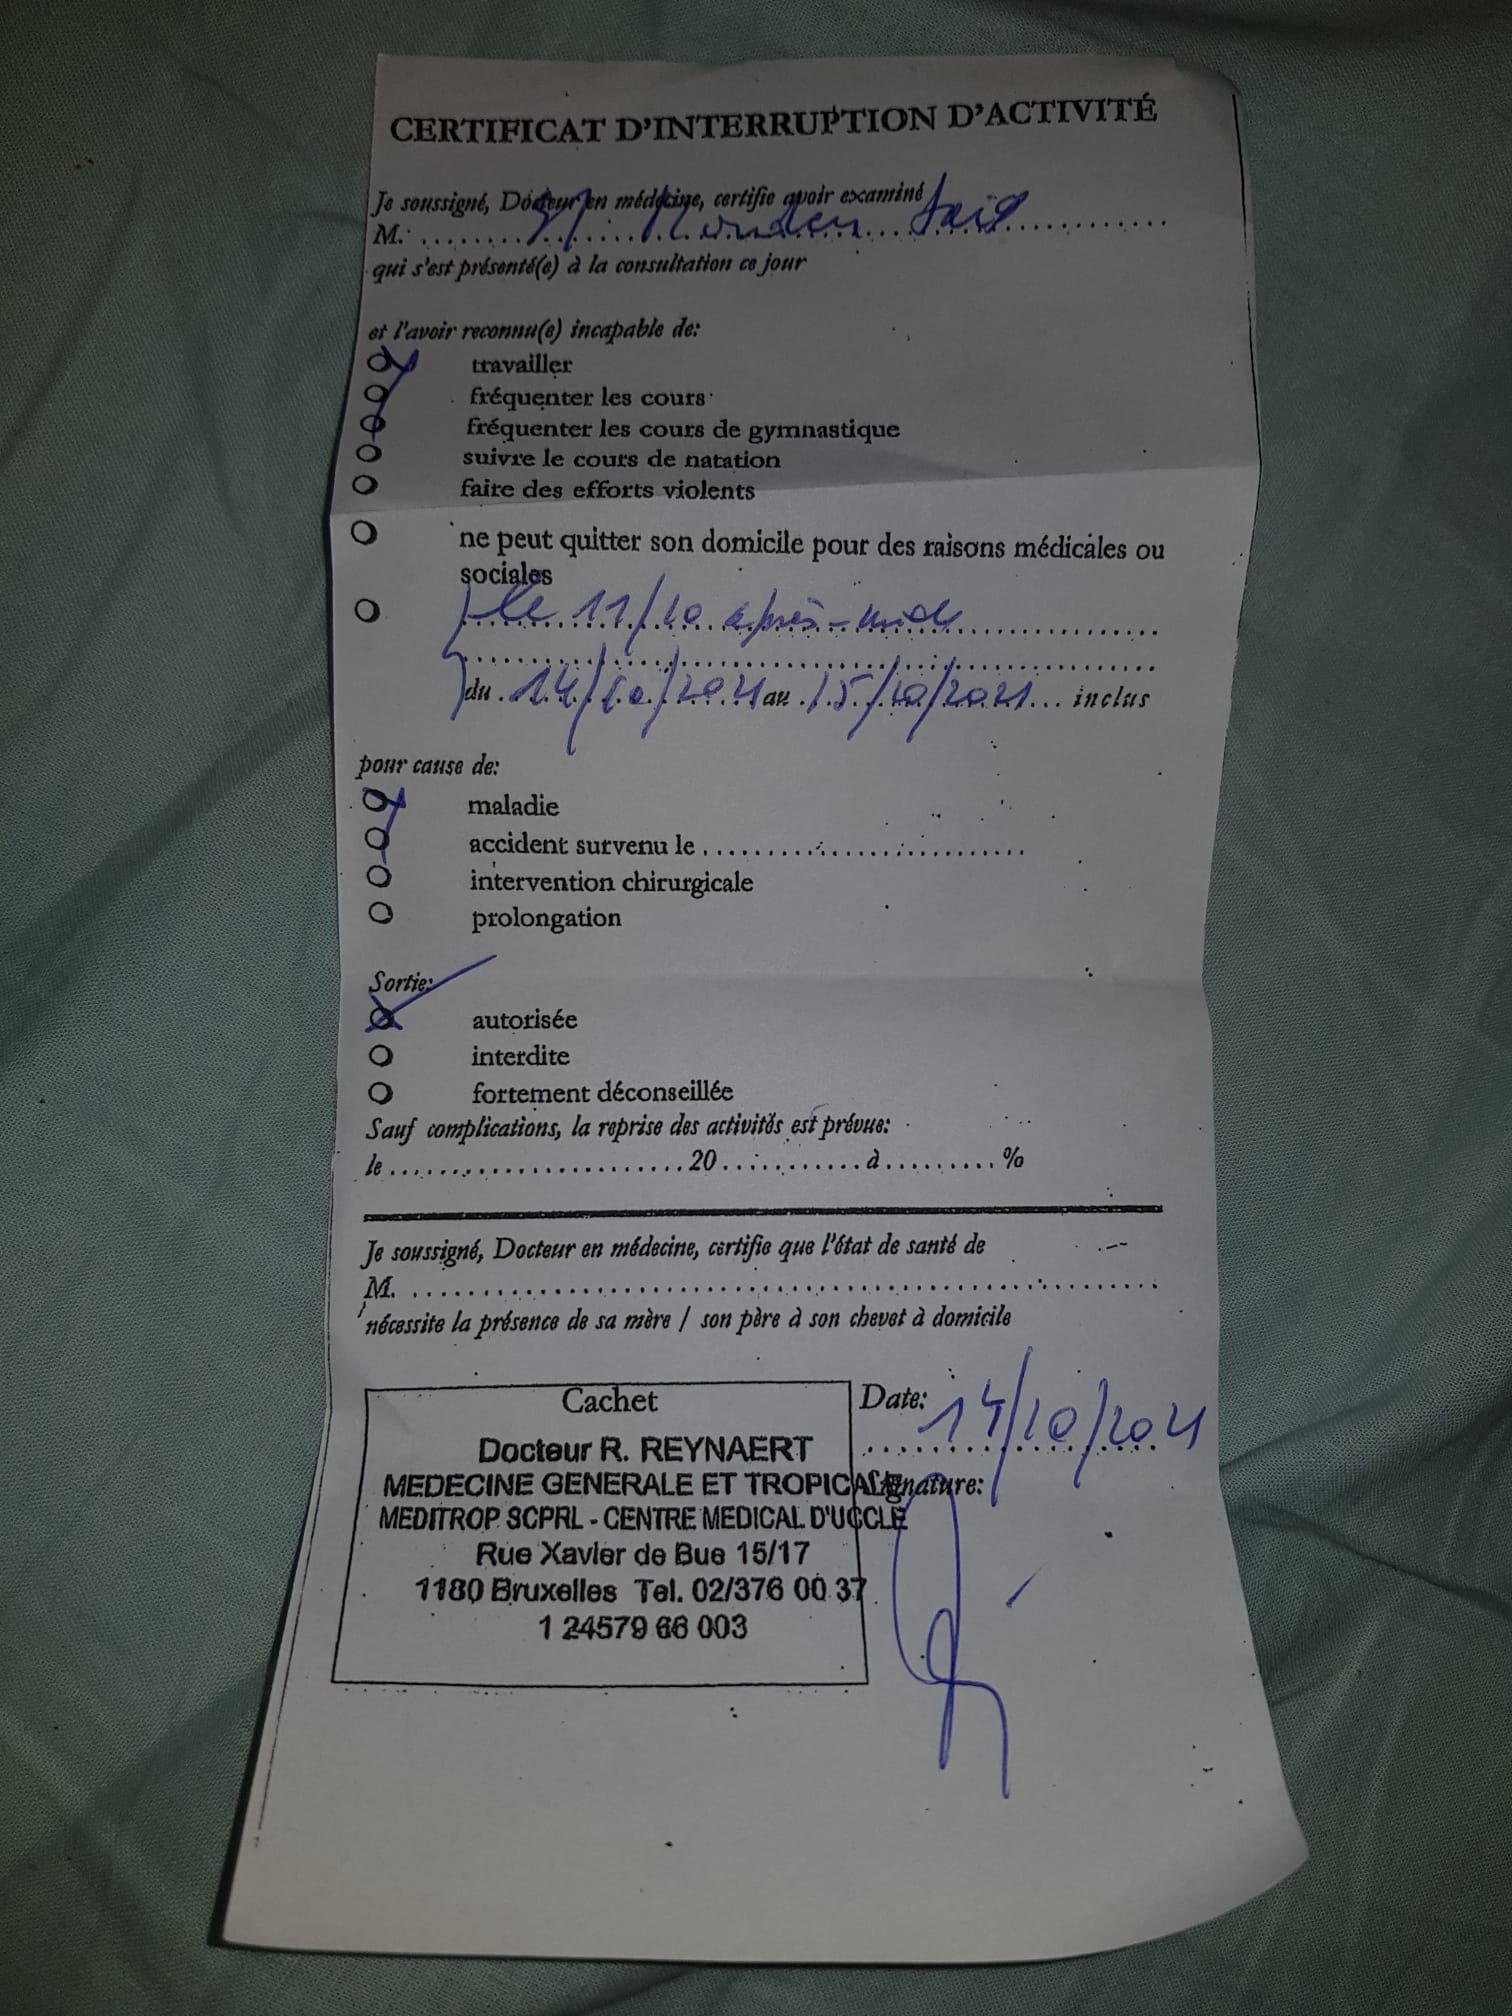 CERTIFICAT D'INTERRUPTION D'ACTIVITÉ
Je soussigné, Docteur en médecine, certifie avoir examiné
M. ....................
qui s'est présenté(e) à la consultation ce jour
et l'avoir reconnu(e) incapable de:
travailler
fréquenter les cours
fréquenter les cours de gymnastique
suivre le cours de natation
faire des efforts violents
ne peut quitter son domicile pour des raisons médicales ou
sociales
le 11/10 après-midi
du 14/10/2021 au 15/10/2021 inclus
pour cause de:
maladie
accident survenu le ....................
intervention chirurgicale
prolongation
Sortie:
autorisée
interdite
fortement déconseillée
Sauf complications, la reprise des activités est prévue:
le ....................20...........à.........%
Je soussigné, Docteur en médecine, certifie que l'état de santé de
M. ....................
nécessite la présence de sa mère / son père à son chevet à domicile
Cachet
Date: 14/10/2021
Docteur R. REYNAERT
MEDECINE GENERALE ET TROPICALE
Signature:
MEDITROP SCPRL - CENTRE MEDICAL D'UCCLE
Rue Xavier de Bue 15/17
1180 Bruxelles Tel. 02/376 00 37
1 24579 66 003